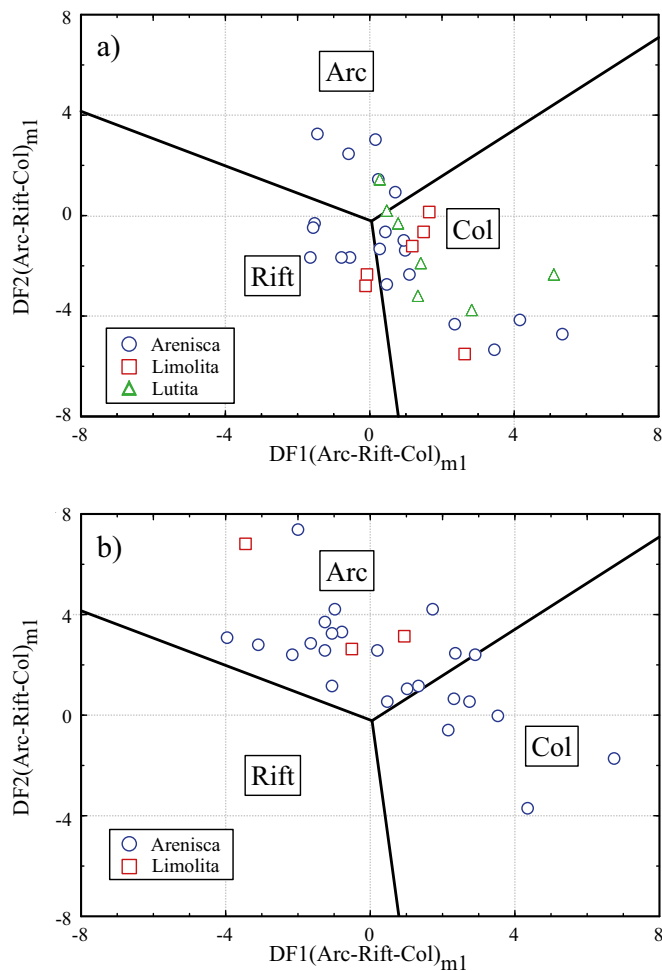 8
a)
Arc
4
DF2(Arc-Rift-Col)m1
0
Col
Rift
-4
Arenisca
Limolita
Lutita
-8
-8 -4 0 4 8
DF1(Arc-Rift-Col)m1
8
b)
Arc
4
DF2(Arc-Rift-Col)m1
0
Col
Rift
-4
Arenisca
Limolita
-8
-8 -4 0 4 8
DF1(Arc-Rift-Col)m1